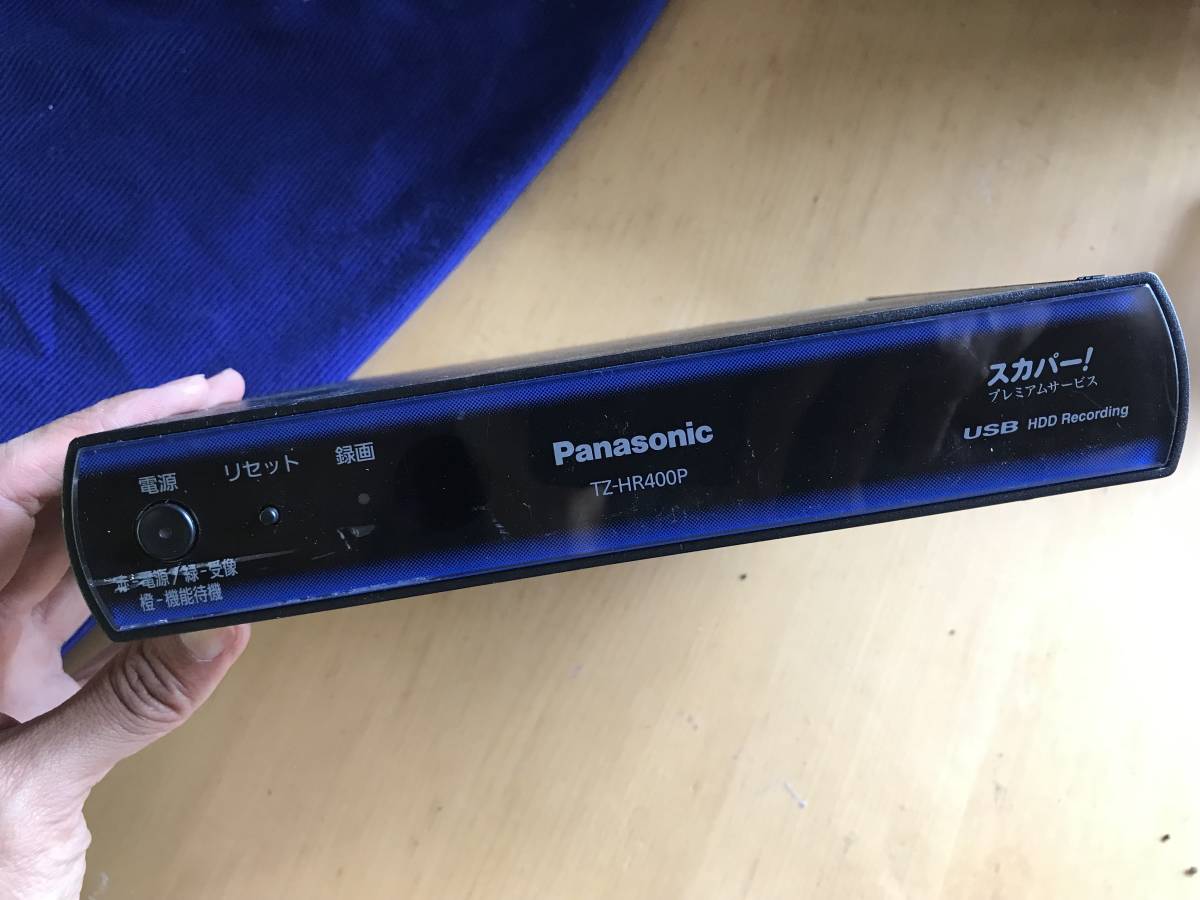 電源
リセット
録画
赤-電源/緑-受像
橙-機能待機
Panasonic
TZ-HR400P
スカパー!
プレミアムサービス
USB HDD Recording